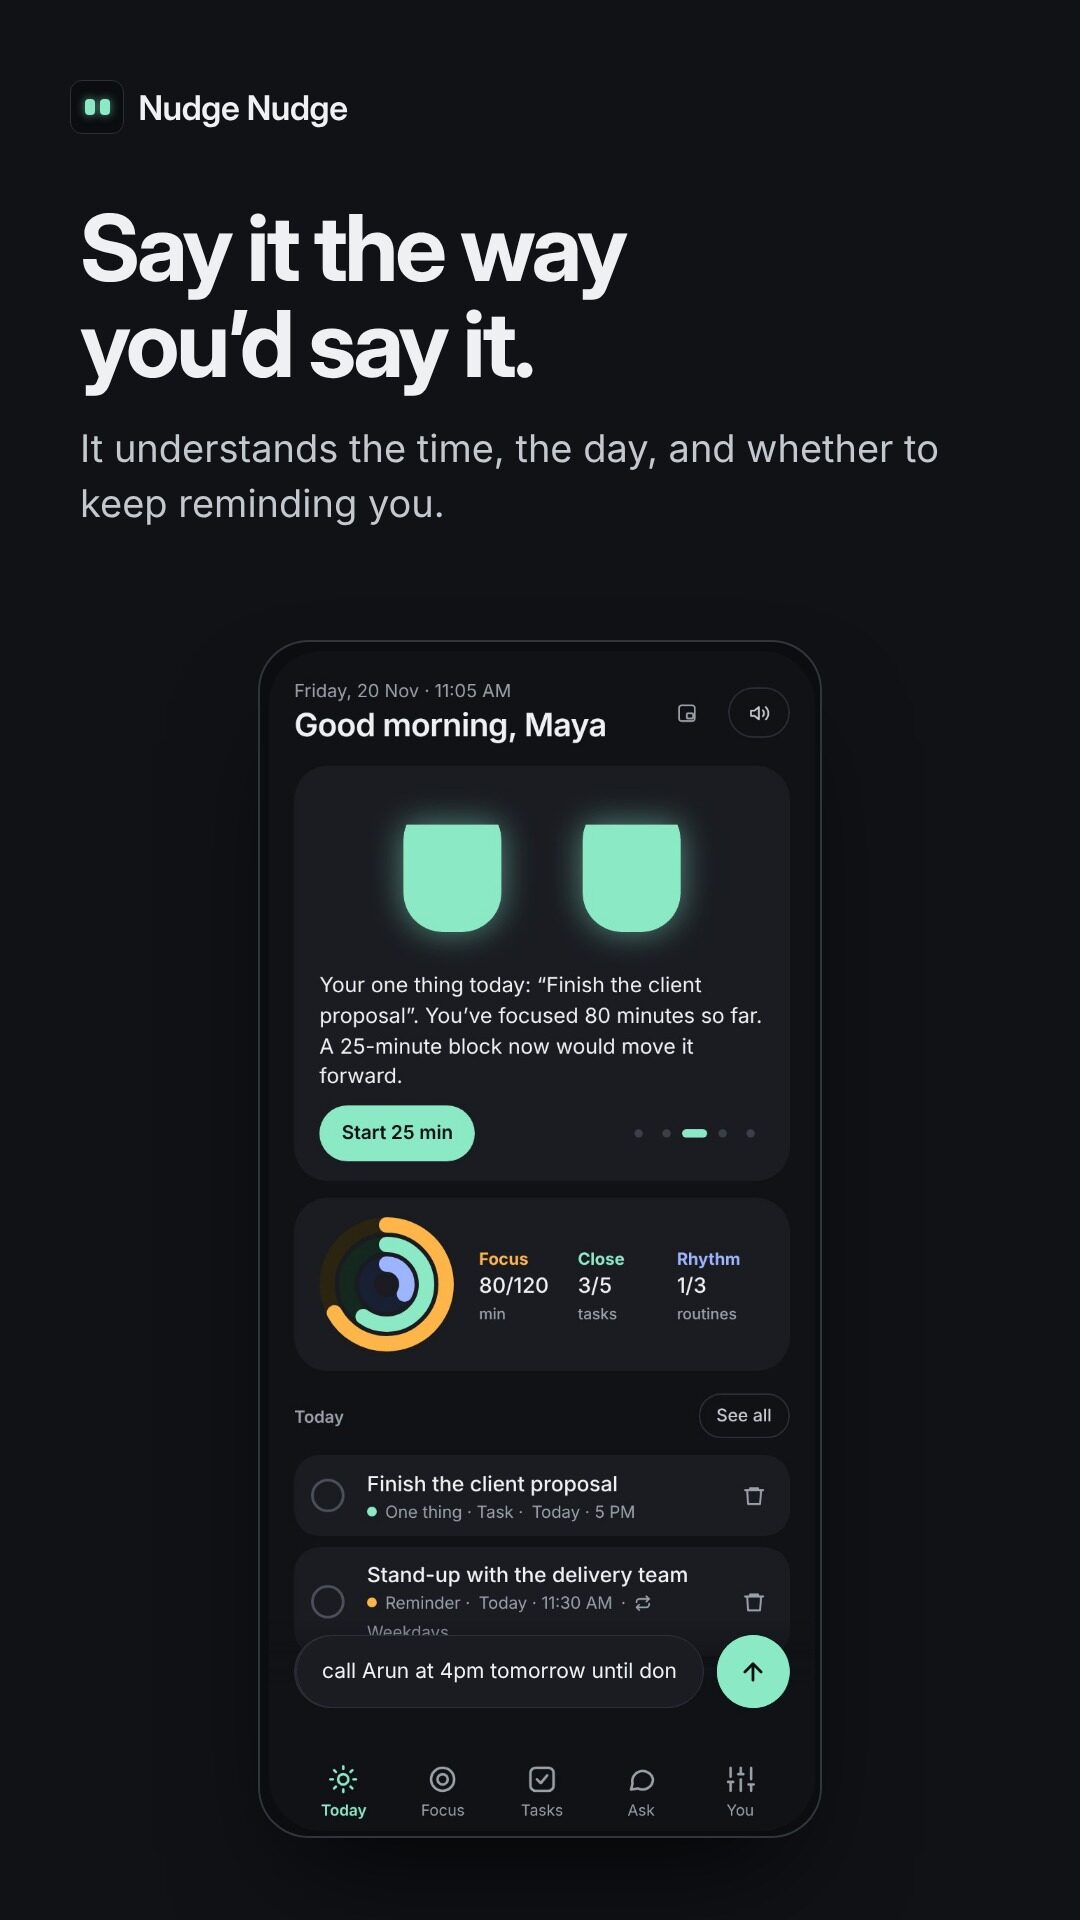 Nudge Nudge
Say it the way
you’d say it.
It understands the time, the day, and whether to
keep reminding you.
Friday, 20 Nov · 11:05 AM
Good morning, Maya
Your one thing today: “Finish the client
proposal”. You’ve focused 80 minutes so far.
A 25-minute block now would move it
forward.
Start 25 min
Focus Close Rhythm
80/120 3/5 1/3
min tasks routines
Today See all
Finish the client proposal
One thing · Task · Today · 5 PM
Stand-up with the delivery team
Reminder · Today · 11:30 AM ·
Weekdays
call Arun at 4pm tomorrow until don
Today Focus Tasks Ask You